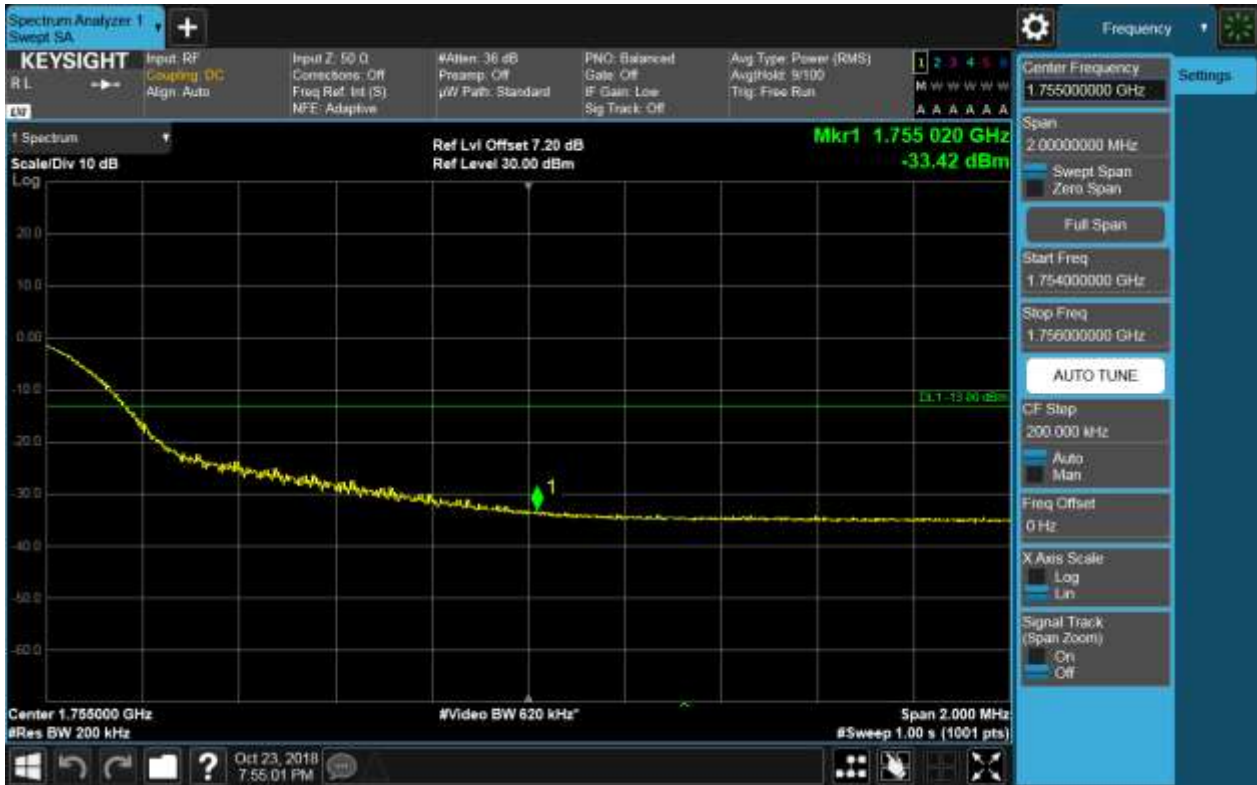 Spectrum Analyzer 1
Swept SA
+
Frequency
KEYSIGHT
R L
Input: RF
Coupling: DC
Align: Auto
Input Z: 50 Ω
Corrections: Off
Freq Ref: Int (S)
NFE: Adaptive
#Atten: 36 dB
Preamp: Off
µW Path: Standard
PNO: Balanced
Gate: Off
IF Gain: Low
Sig Track: Off
Avg Type: Power (RMS)
Avg|Hold: 9/100
Trig: Free Run
1 2 3 4 5 6
M W W W W W
A A A A A A
1 Spectrum
Scale/Div 10 dB
Log
Ref Lvl Offset 7.20 dB
Ref Level 30.00 dBm
Mkr1 1.755 020 GHz
-33.42 dBm
20.0
10.0
0.00
-10.0
-20.0
-30.0
-40.0
-50.0
-60.0
DL1 -13.00 dBm
1
Center 1.755000 GHz
#Res BW 200 kHz
#Video BW 620 kHz*
Span 2.000 MHz
#Sweep 1.00 s (1001 pts)
?
Oct 23, 2018
7:55:01 PM
Center Frequency
1.755000000 GHz
Settings
Span
2.00000000 MHz
Swept Span
Zero Span
Full Span
Start Freq
1.754000000 GHz
Stop Freq
1.756000000 GHz
AUTO TUNE
CF Step
200.000 kHz
Auto
Man
Freq Offset
0 Hz
X Axis Scale
Log
Lin
Signal Track
(Span Zoom)
On
Off